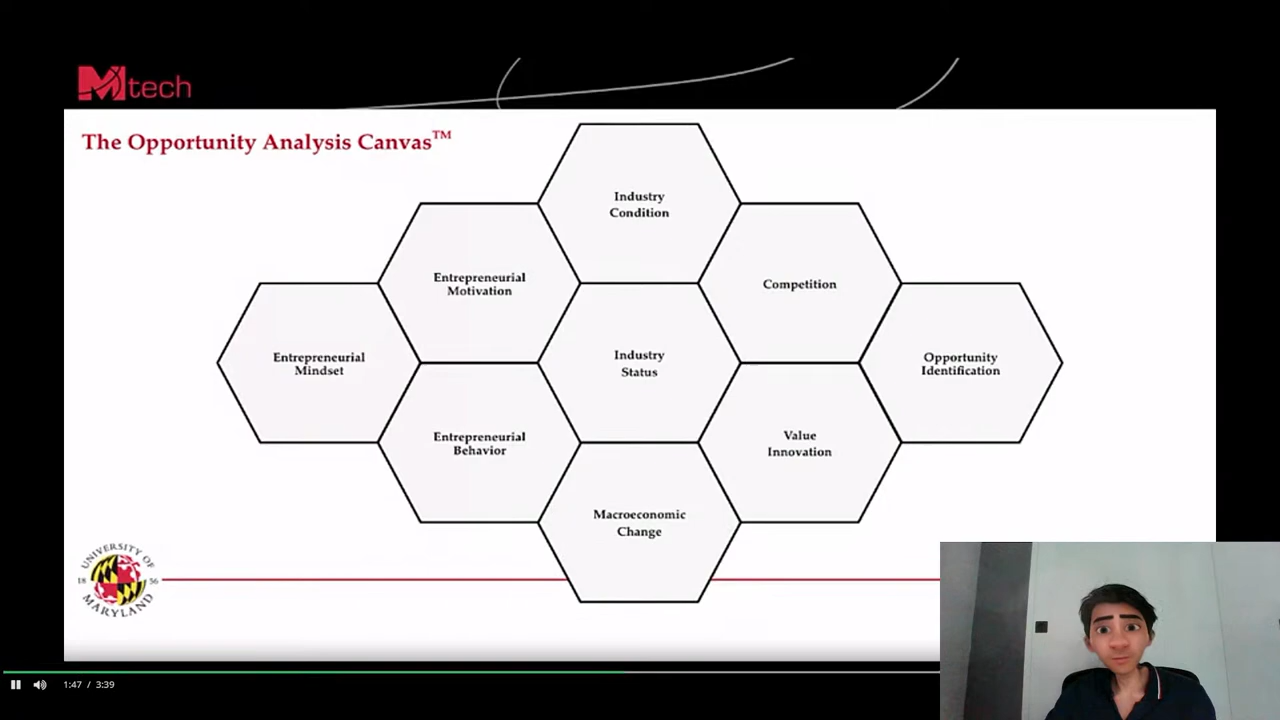 Mtech
The Opportunity Analysis Canvas™
Industry
Condition
Entrepreneurial
Motivation
Competition
Entrepreneurial
Mindset
Industry
Status
Opportunity
Identification
Entrepreneurial
Behavior
Value
Innovation
Macroeconomic
Change
UNIVERSITY OF
18 56
MARYLAND
1:47 / 3:39